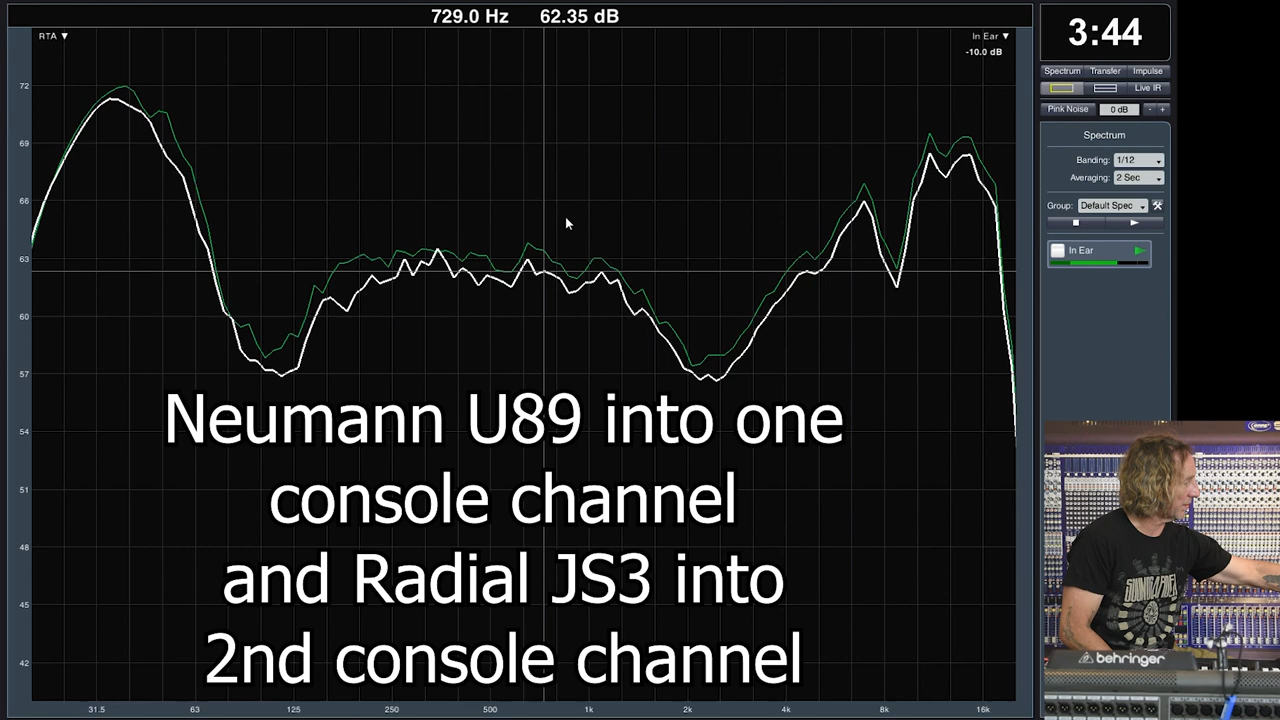 729.0 Hz 62.35 dB
RTA ▼
In Ear ▼
-10.0 dB
72
69
66
63
60
57
54
51
48
45
42
31.5 63 125 250 500 1k 2k 4k 8k 16k
Neumann U89 into one
console channel
and Radial JS3 into
2nd console channel
3:44
Spectrum Transfer Impulse
Live IR
Pink Noise 0 dB - +
Spectrum
Banding: 1/12
Averaging: 2 Sec
Group: Default Spec
In Ear
behringer